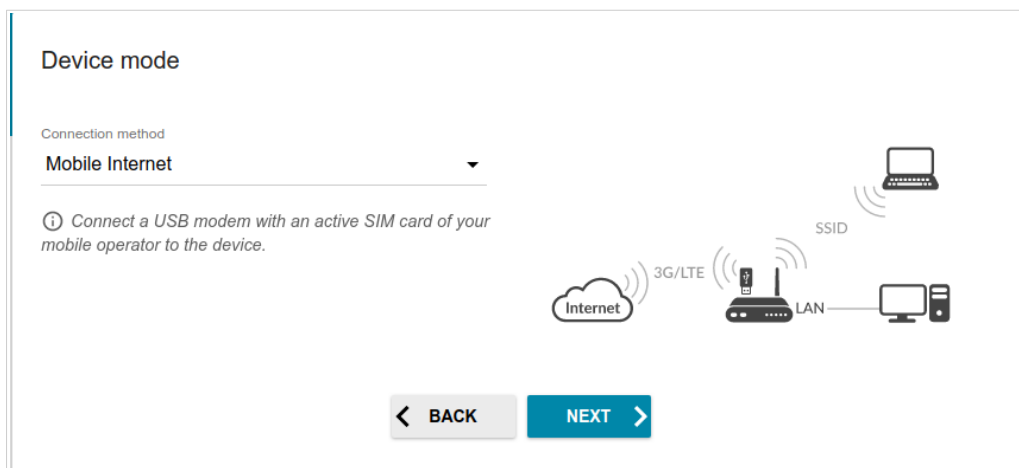 Device mode
Connection method
Mobile Internet
Connect a USB modem with an active SIM card of your
mobile operator to the device.
SSID
3G/LTE
Internet
LAN
BACK
NEXT